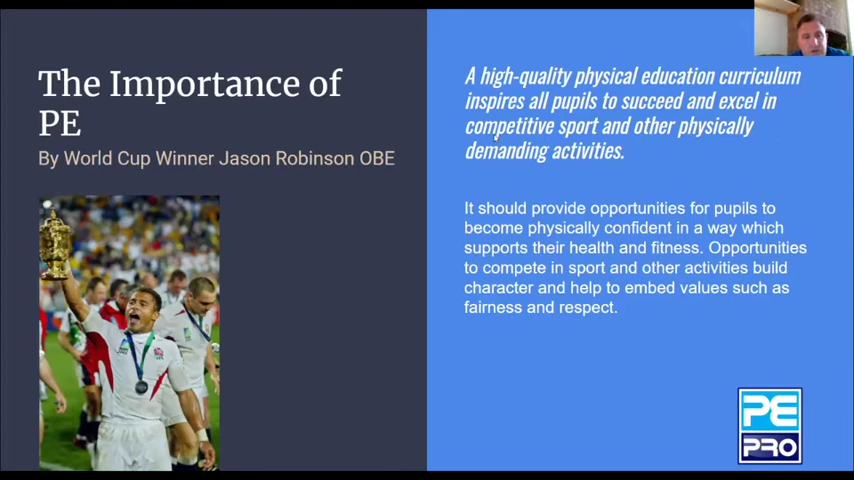 The Importance of
PE
By World Cup Winner Jason Robinson OBE
A high-quality physical education curriculum
inspires all pupils to succeed and excel in
competitive sport and other physically
demanding activities.
It should provide opportunities for pupils to
become physically confident in a way which
supports their health and fitness. Opportunities
to compete in sport and other activities build
character and help to embed values such as
fairness and respect.
PE
PRO